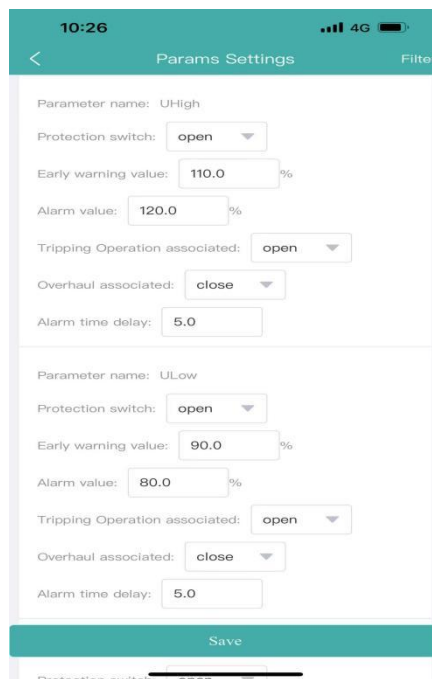 10:26 4G
Params Settings Filte
Parameter name: UHigh
Protection switch: open
Early warning value: 110.0 %
Alarm value: 120.0 %
Tripping Operation associated: open
Overhaul associated: close
Alarm time delay: 5.0
Parameter name: ULow
Protection switch: open
Early warning value: 90.0 %
Alarm value: 80.0 %
Tripping Operation associated: open
Overhaul associated: close
Alarm time delay: 5.0
Save
Protection switch: open